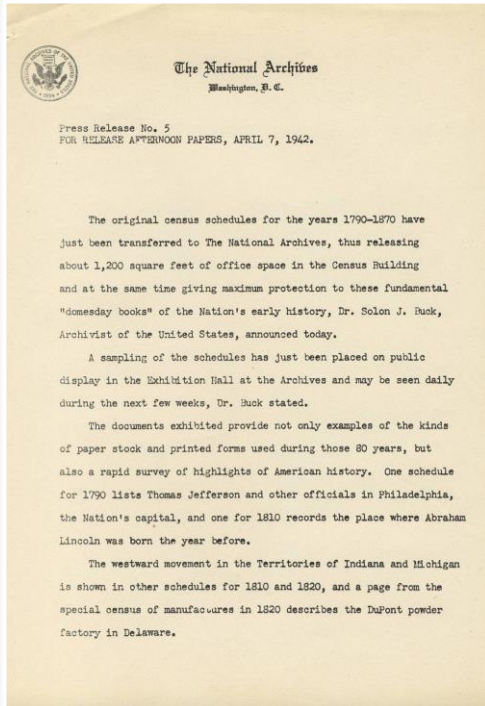 The National Archives
Washington, D. C.
Press Release No. 5
FOR RELEASE AFTERNOON PAPERS, APRIL 7, 1942.
The original census schedules for the years 1790-1870 have
just been transferred to The National Archives, thus releasing
about 1,200 square feet of office space in the Census Building
and at the same time giving maximum protection to these fundamental
"domesday books" of the Nation's early history, Dr. Solon J. Buck,
Archivist of the United States, announced today.
A sampling of the schedules has just been placed on public
display in the Exhibition Hall at the Archives and may be seen daily
during the next few weeks, Dr. Buck stated.
The documents exhibited provide not only examples of the kinds
of paper stock and printed forms used during those 80 years, but
also a rapid survey of highlights of American history. One schedule
for 1790 lists Thomas Jefferson and other officials in Philadelphia,
the Nation's capital, and one for 1810 records the place where Abraham
Lincoln was born the year before.
The westward movement in the Territories of Indiana and Michigan
is shown in other schedules for 1810 and 1820, and a page from the
special census of manufactures in 1820 describes the DuPont powder
factory in Delaware.